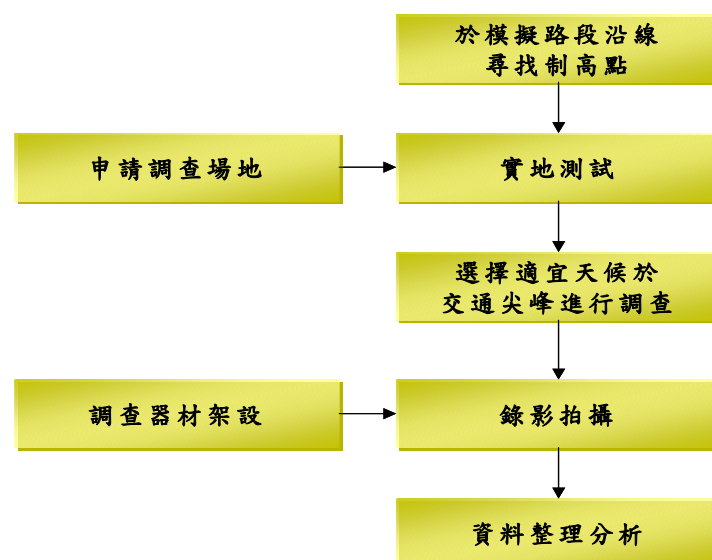 於模擬路段沿線
尋找制高點
申請調查場地
實地測試
選擇適宜天候於
交通尖峰進行調查
調查器材架設
錄影拍攝
資料整理分析